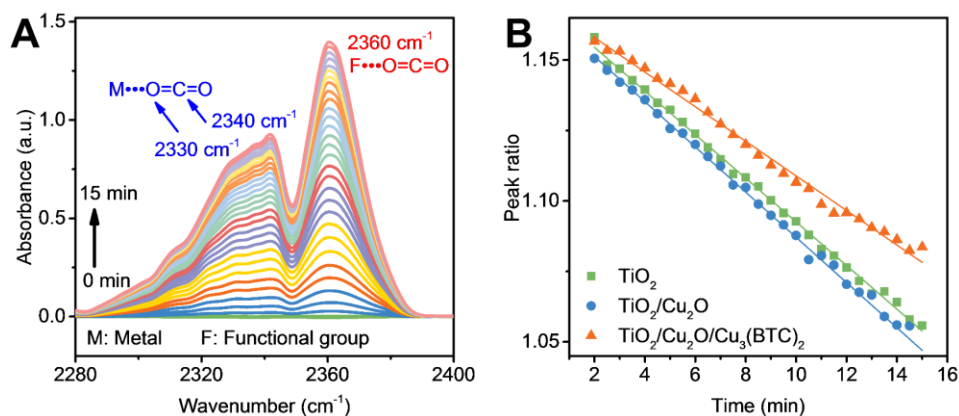 A
1.5
1.0
0.5
0.0
Absorbance (a.u.)
M•••O=C=O
2340 cm⁻¹
2330 cm⁻¹
2360 cm⁻¹
F•••O=C=O
15 min
0 min
M: Metal F: Functional group
2280 2320 2360 2400
Wavenumber (cm⁻¹)
B
1.15
1.10
1.05
Peak ratio
TiO₂
TiO₂/Cu₂O
TiO₂/Cu₂O/Cu₃(BTC)₂
2 4 6 8 10 12 14 16
Time (min)